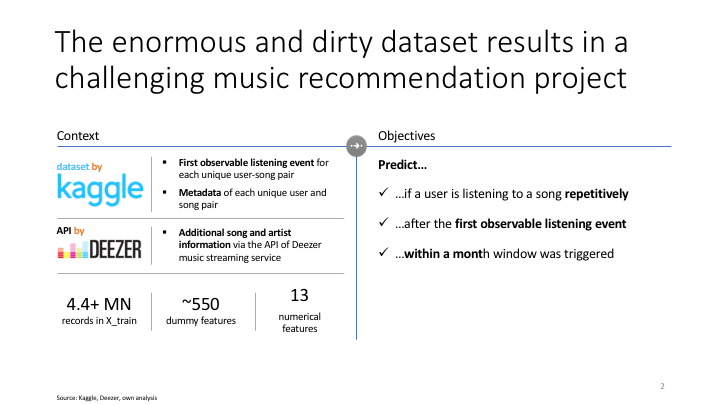 The enormous and dirty dataset results in a
challenging music recommendation project
Context
dataset by
kaggle
▪ First observable listening event for
each unique user-song pair
▪ Metadata of each unique user and
song pair
API by
DEEZER
▪ Additional song and artist
information via the API of Deezer
music streaming service
4.4+ MN
records in X_train
~550
dummy features
13
numerical
features
Objectives
Predict...
✓ ...if a user is listening to a song repetitively
✓ ...after the first observable listening event
✓ ...within a month window was triggered
Source: Kaggle, Deezer, own analysis
2